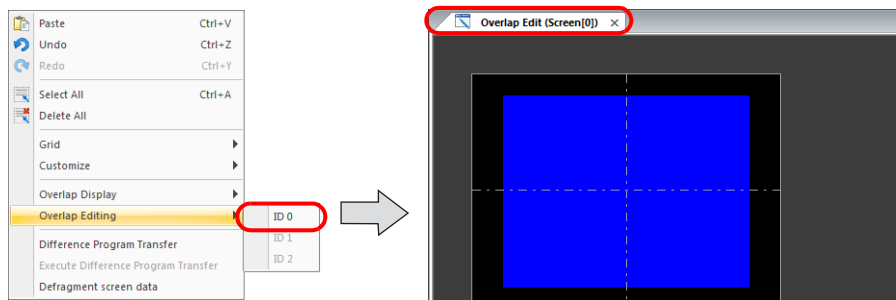 Paste Ctrl+V
Undo Ctrl+Z
Redo Ctrl+Y
Select All Ctrl+A
Delete All
Grid
Customize
Overlap Display
Overlap Editing
Difference Program Transfer
Execute Difference Program Transfer
Defragment screen data
ID 0
ID 1
ID 2
Overlap Edit (Screen[0])